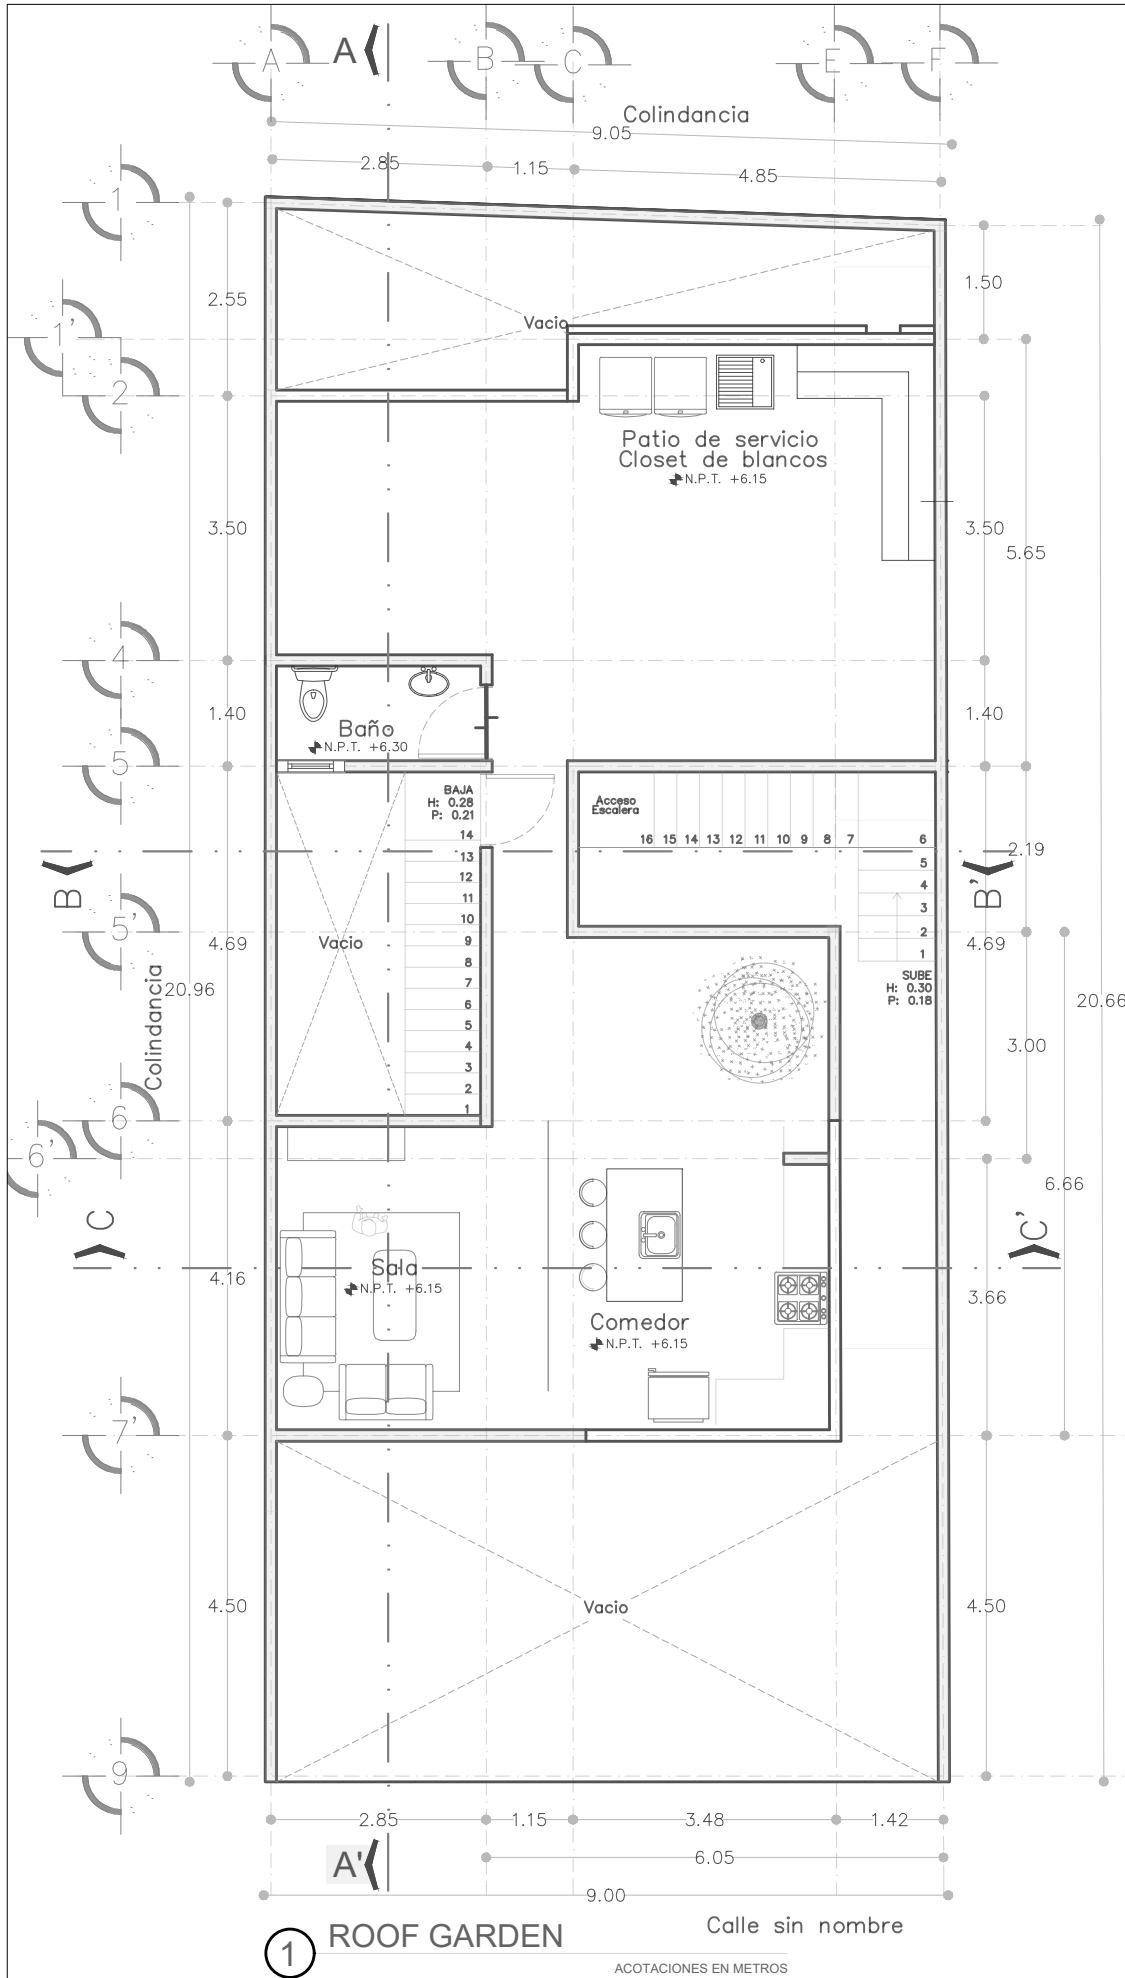 A
A
B
C
E
F
Colindancia
9.05
2.85
1.15
4.85
1
2.55
1.50
1'
Vacio
2
Patio de servicio
Closet de blancos
N.P.T. +6.15
3.50
3.50
5.65
4
1.40
1.40
Baño
N.P.T. +6.30
5
BAJA
H: 0.28
P: 0.21
14
13
12
11
10
9
8
7
6
5
4
3
2
1
Acceso
Escalera
16 15 14 13 12 11 10 9 8 7 6
5
4
3
2
1
SUBE
H: 0.30
P: 0.18
2.19
B
B'
5'
4.69
Vacio
4.69
Colindancia
20.96
20.66
3.00
6
6'
6.66
C
C'
4.16
Sala
N.P.T. +6.15
3.66
Comedor
N.P.T. +6.15
7'
4.50
Vacio
4.50
9
2.85
1.15
3.48
1.42
A'
6.05
9.00
1
ROOF GARDEN
Calle sin nombre
ACOTACIONES EN METROS